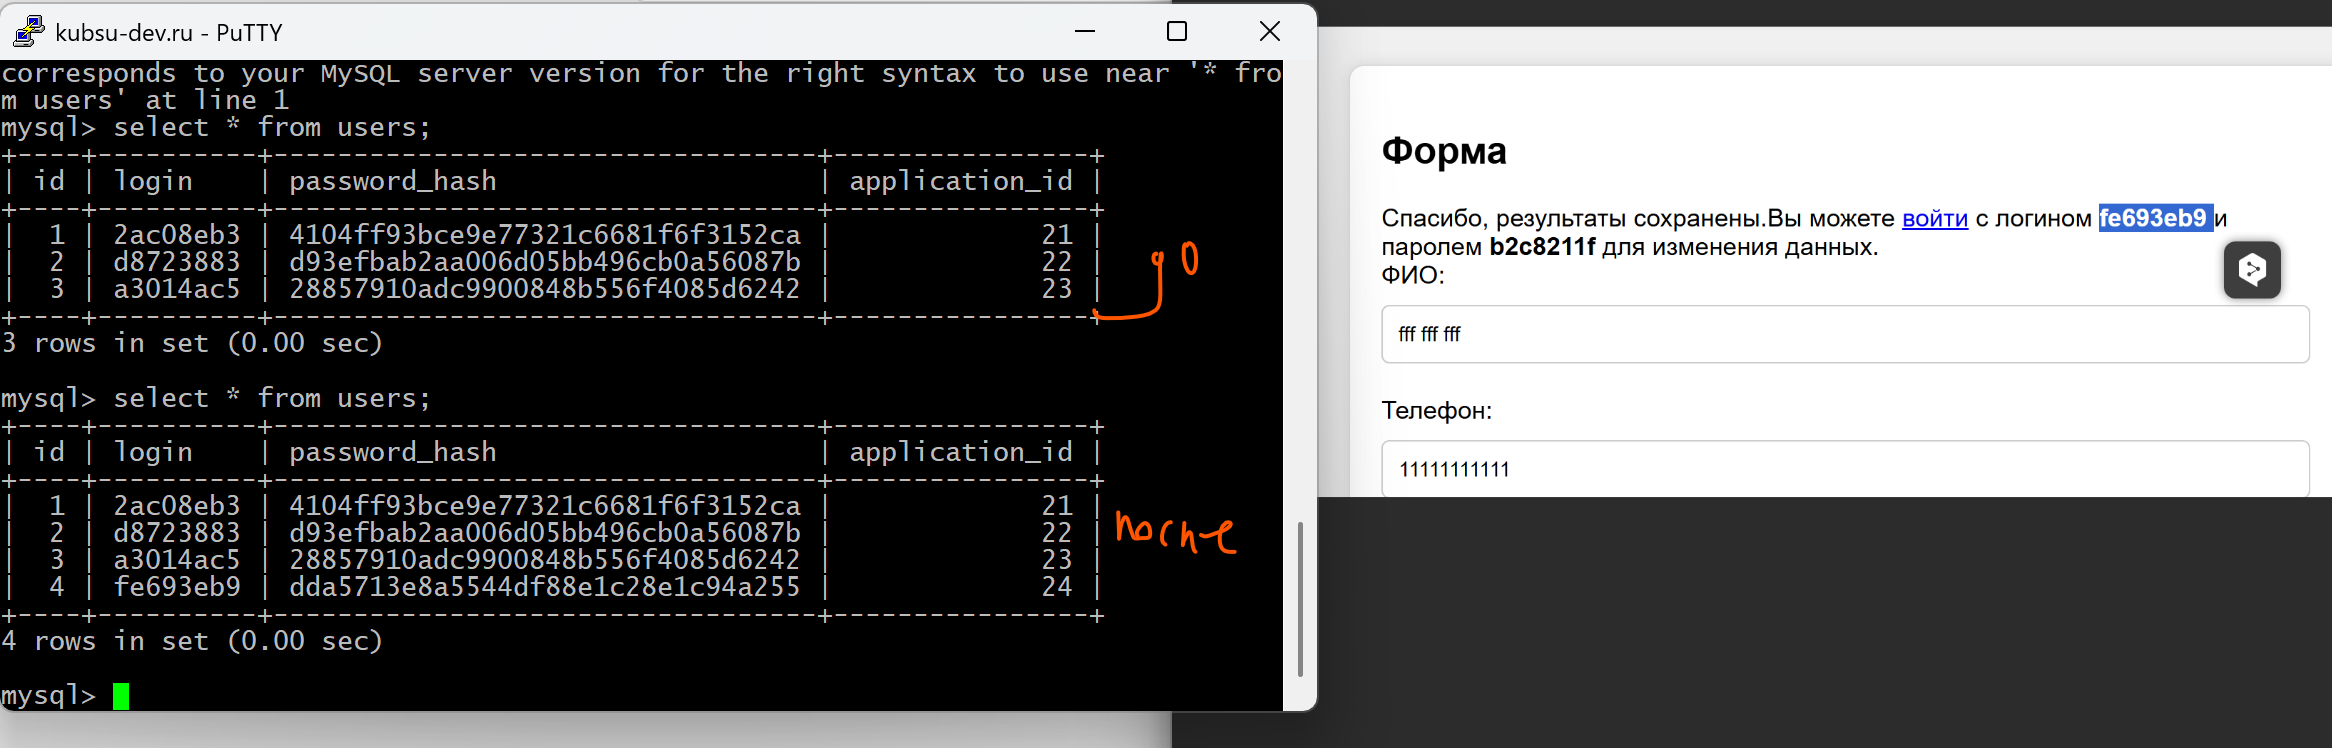 kubsu-dev.ru - PuTTY
corresponds to your MySQL server version for the right syntax to use near '* fro
m users' at line 1
mysql> select * from users;
+----+----------+----------------------------------+----------------+
| id | login    | password_hash                    | application_id |
+----+----------+----------------------------------+----------------+
|  1 | 2ac08eb3 | 4104ff93bce9e77321c6681f6f3152ca |             21 |
|  2 | d8723883 | d93efbab2aa006d05bb496cb0a56087b |             22 |
|  3 | a3014ac5 | 28857910adc9900848b556f4085d6242 |             23 |
+----+----------+----------------------------------+----------------+
3 rows in set (0.00 sec)
до
mysql> select * from users;
+----+----------+----------------------------------+----------------+
| id | login    | password_hash                    | application_id |
+----+----------+----------------------------------+----------------+
|  1 | 2ac08eb3 | 4104ff93bce9e77321c6681f6f3152ca |             21 |
|  2 | d8723883 | d93efbab2aa006d05bb496cb0a56087b |             22 |
|  3 | a3014ac5 | 28857910adc9900848b556f4085d6242 |             23 |
|  4 | fe693eb9 | dda5713e8a5544df88e1c28e1c94a255 |             24 |
+----+----------+----------------------------------+----------------+
4 rows in set (0.00 sec)
после
mysql>
Форма
Спасибо, результаты сохранены.Вы можете войти с логином fe693eb9 и
паролем b2c8211f для изменения данных.
ФИО:
fff fff fff
Телефон:
11111111111